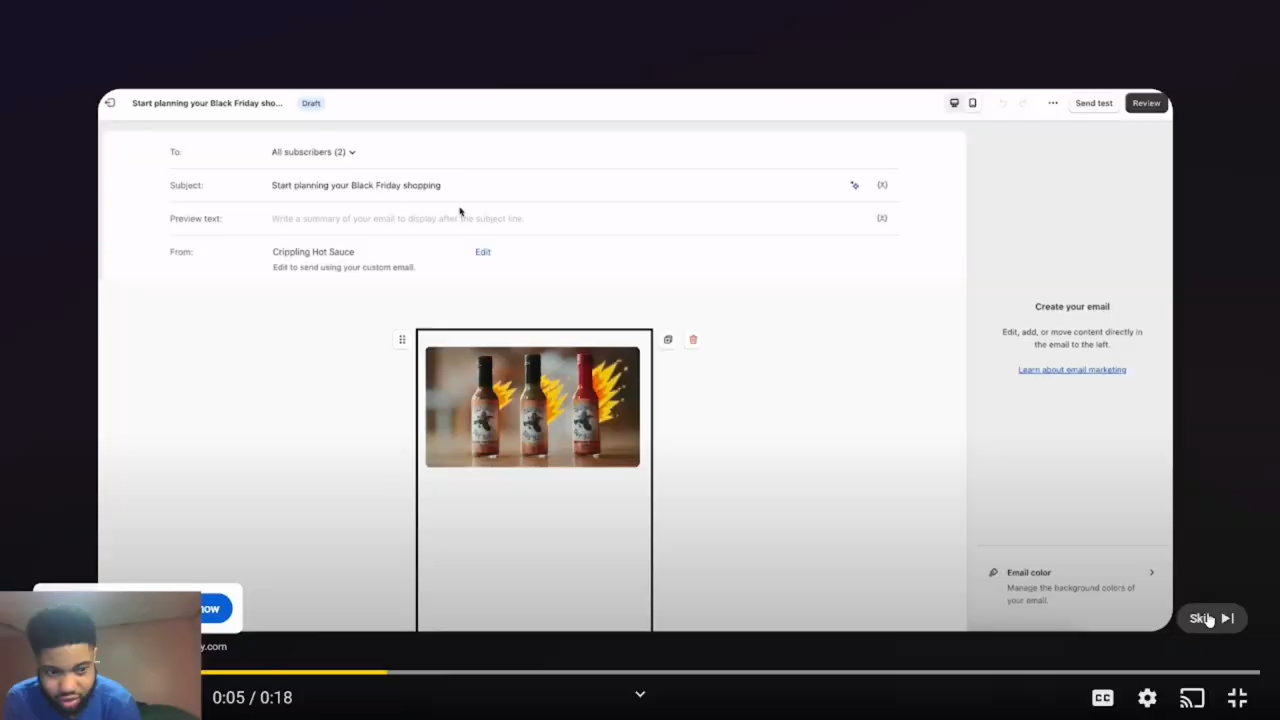 Start planning your Black Friday sho...
Draft
Send test
Review
To:
All subscribers (2)
Subject:
Start planning your Black Friday shopping
(X)
Preview text:
Write a summary of your email to display after the subject line.
(X)
From:
Crippling Hot Sauce
Edit
Edit to send using your custom email.
Create your email
Edit, add, or move content directly in
the email to the left.
Learn about email marketing
Email color
Manage the background colors of
your email.
now
y.com
Skip
0:05 / 0:18
CC